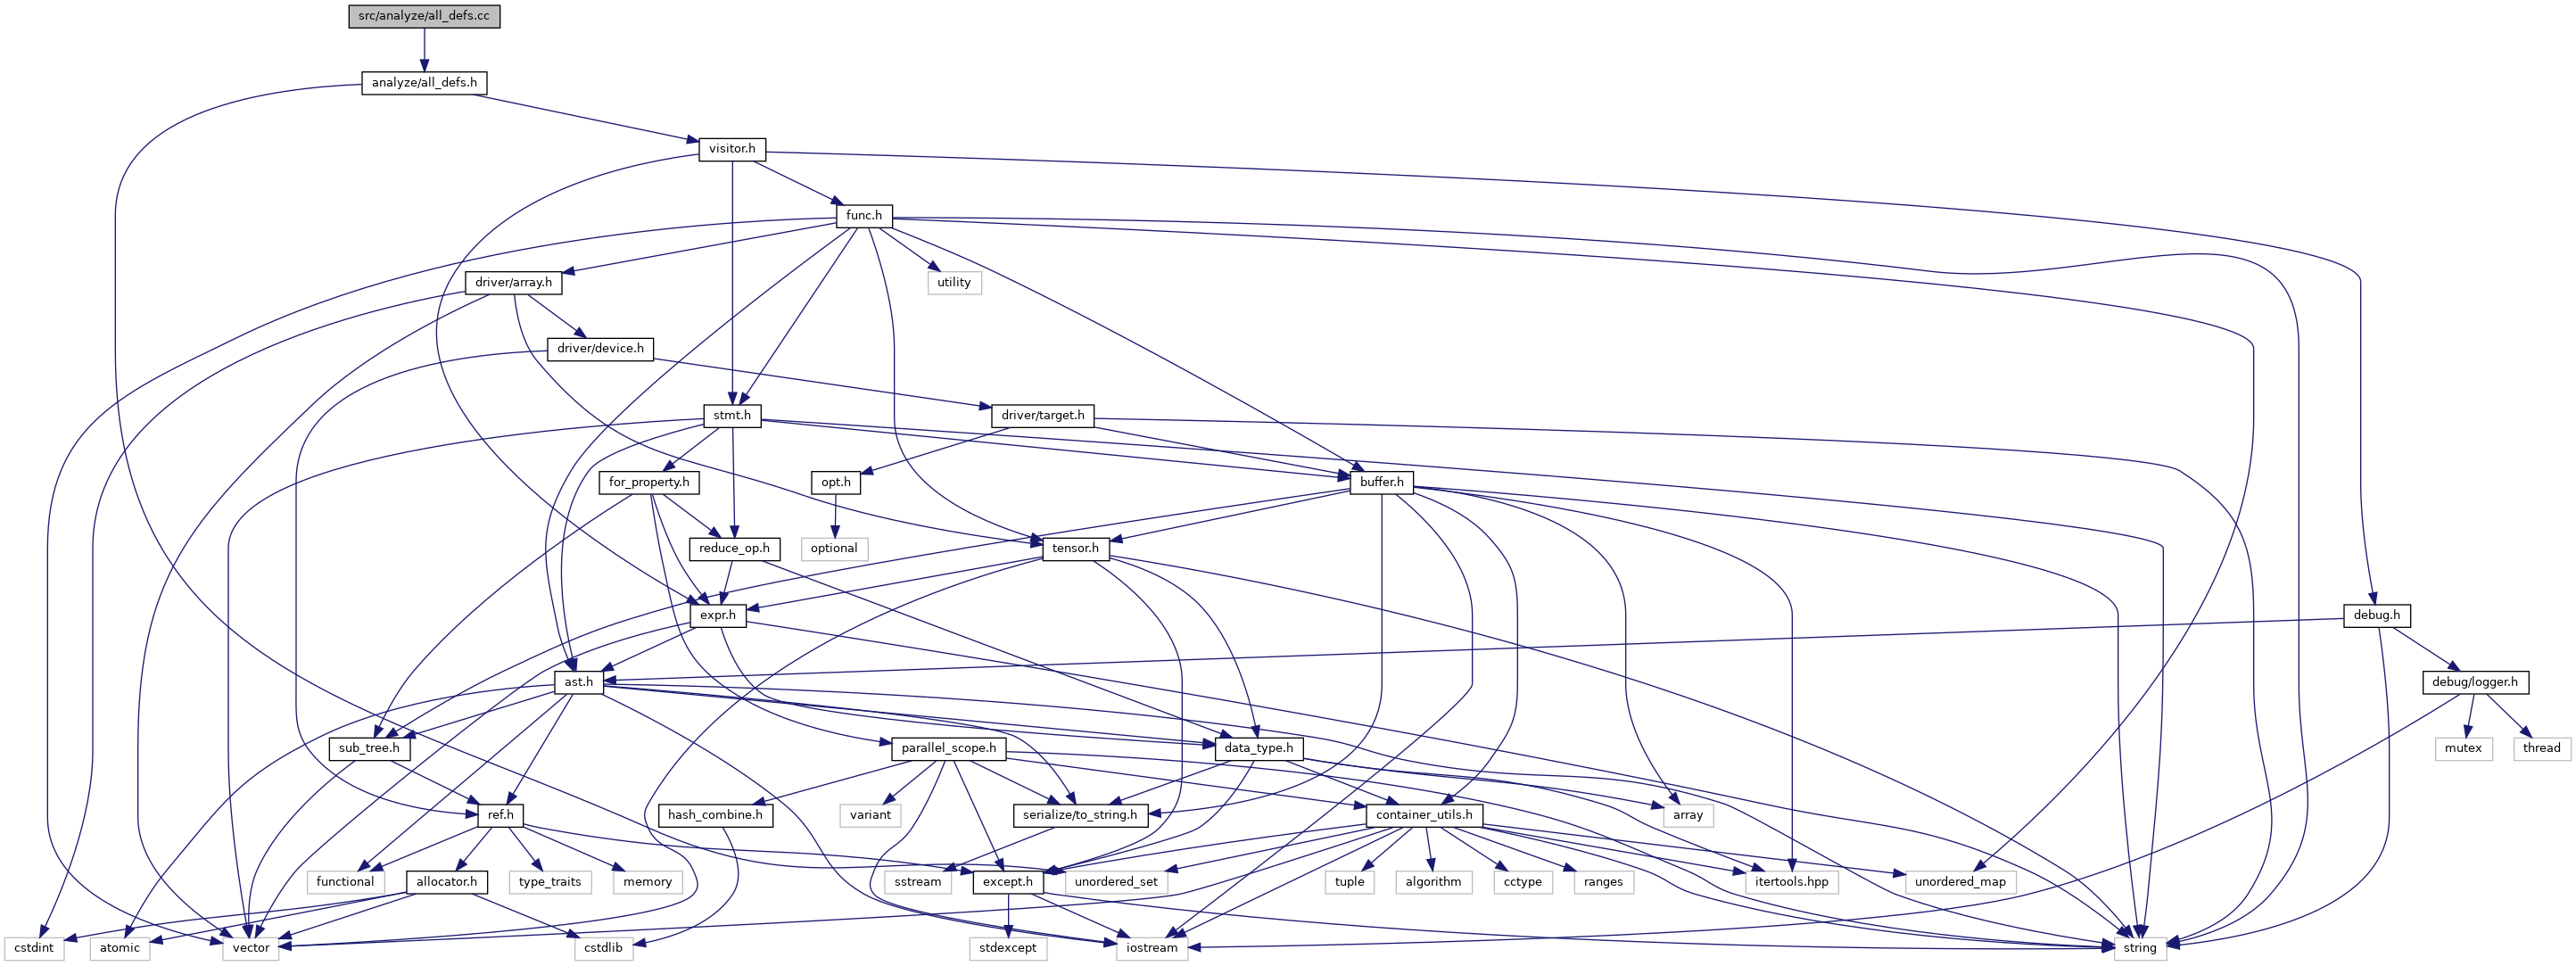 src/analyze/all_defs.cc
analyze/all_defs.h
visitor.h
func.h
driver/array.h
utility
driver/device.h
stmt.h
driver/target.h
for_property.h
opt.h
buffer.h
reduce_op.h
optional
tensor.h
expr.h
debug.h
ast.h
debug/logger.h
sub_tree.h
parallel_scope.h
data_type.h
mutex
thread
ref.h
hash_combine.h
variant
serialize/to_string.h
container_utils.h
array
functional
allocator.h
type_traits
memory
sstream
except.h
unordered_set
tuple
algorithm
cctype
ranges
itertools.hpp
unordered_map
cstdint
atomic
vector
cstdlib
stdexcept
iostream
string